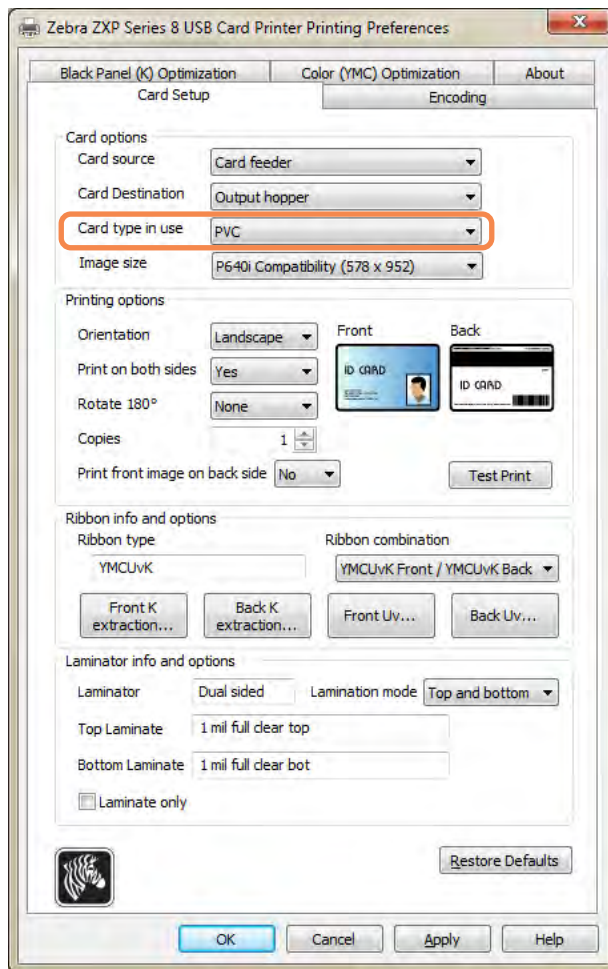 Zebra ZXP Series 8 USB Card Printer Printing Preferences
X
Black Panel (K) Optimization Color (YMC) Optimization About
Card Setup Encoding
Card options
Card source Card feeder
Card Destination Output hopper
Card type in use PVC
Image size P640i Compatibility (578 x 952)
Printing options
Orientation Landscape Front Back
Print on both sides Yes ID CARD ID CARD
Rotate 180° None
Copies 1
Print front image on back side No Test Print
Ribbon info and options
Ribbon type Ribbon combination
YMCUvK YMCUvK Front / YMCUvK Back
Front K extraction... Back K extraction... Front Uv... Back Uv...
Laminator info and options
Laminator Dual sided Lamination mode Top and bottom
Top Laminate 1 mil full clear top
Bottom Laminate 1 mil full clear bot
Laminate only
Restore Defaults
OK Cancel Apply Help